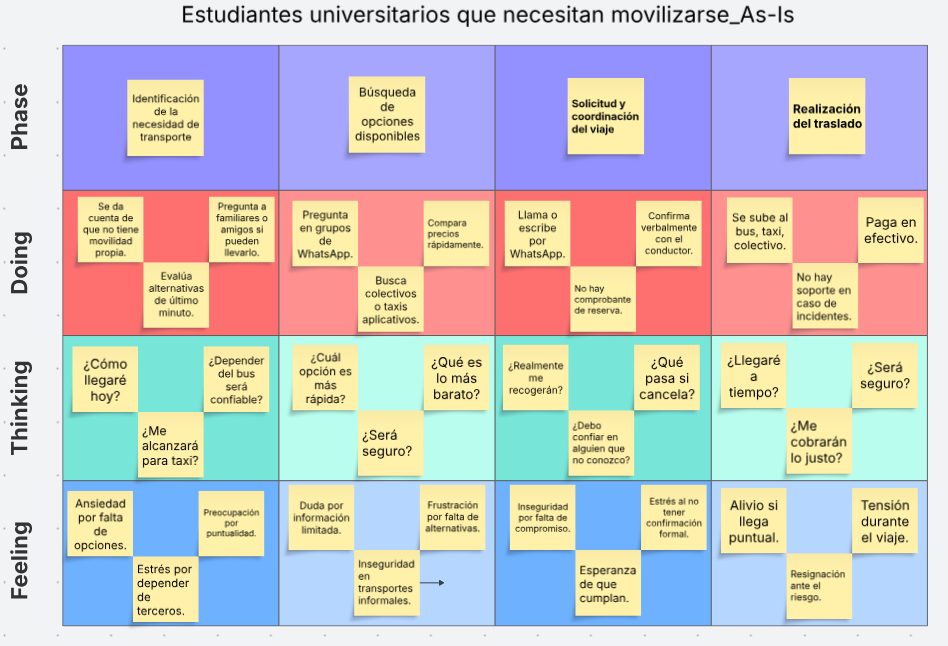 Estudiantes universitarios que necesitan movilizarse_As-Is
Phase
Identificación
de la
necesidad de
transporte
Búsqueda
de
opciones
disponibles
Solicitud y
coordinación
del viaje
Realización
del traslado
Doing
Se da
cuenta de
que no tiene
movilidad
propia.
Pregunta a
familiares o
amigos si
pueden
llevarlo.
Evalúa
alternativas
de último
minuto.
Pregunta
en grupos
de
WhatsApp.
Compara
precios
rápidamente.
Busca
colectivos
o taxis
aplicativos.
Llama o
escribe
por
WhatsApp.
Confirma
verbalmente
con el
conductor.
No hay
comprobante
de reserva.
Se sube al
bus, taxi,
colectivo.
Paga en
efectivo.
No hay
soporte en
caso de
incidentes.
Thinking
¿Cómo
llegaré
hoy?
¿Depender
del bus
será
confiable?
¿Me
alcanzará
para taxi?
¿Cuál
opción es
más
rápida?
¿Qué es
lo más
barato?
¿Será
seguro?
¿Realmente
me
recogerán?
¿Qué
pasa si
cancela?
¿Debo
confiar en
alguien que
no conozco?
¿Llegaré
a
tiempo?
¿Será
seguro?
¿Me
cobrarán
lo justo?
Feeling
Ansiedad
por falta
de
opciones.
Preocupación
por
puntualidad.
Estrés por
depender
de
terceros.
Duda por
información
limitada.
Frustración
por falta de
alternativas.
Inseguridad
en
transportes
informales.
Inseguridad
por falta de
compromiso.
Estrés al no
tener
confirmación
formal.
Esperanza
de que
cumplan.
Alivio si
llega
puntual.
Tensión
durante
el viaje.
Resignación
ante el
riesgo.